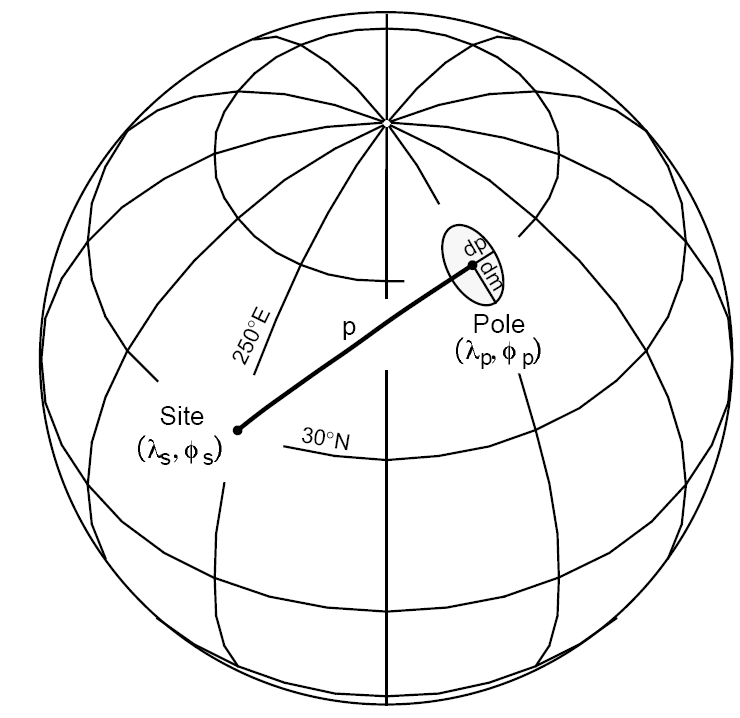 dp
dm
250°E
p
Pole
(λp, ϕp)
Site
(λs, ϕs)
30°N